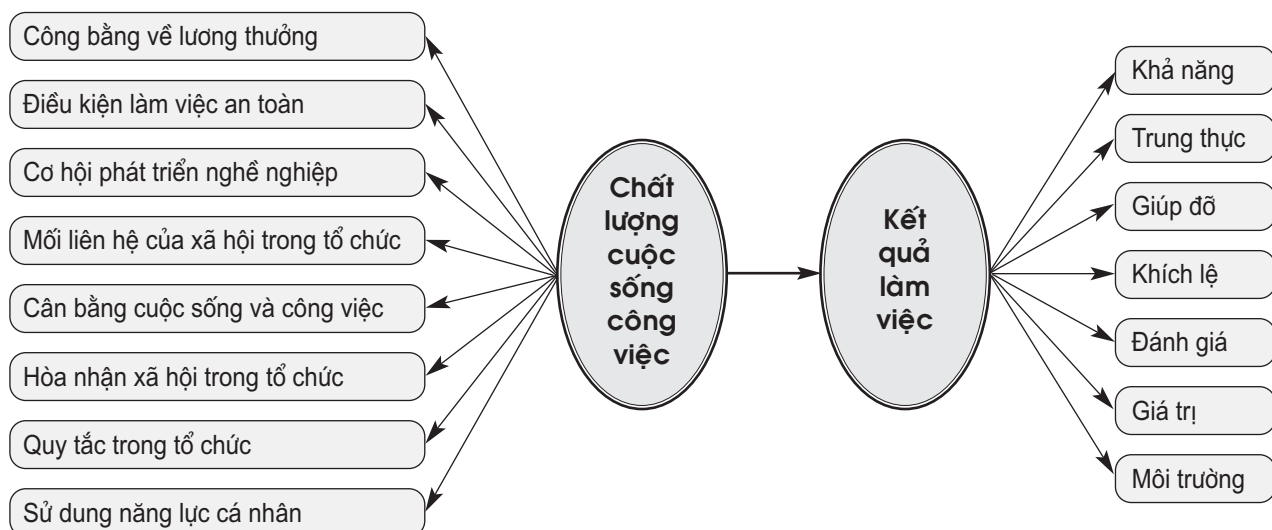 Công bằng về lương thưởng
Điều kiện làm việc an toàn
Cơ hội phát triển nghề nghiệp
Mối liên hệ của xã hội trong tổ chức
Cân bằng cuộc sống và công việc
Hòa nhận xã hội trong tổ chức
Quy tắc trong tổ chức
Sử dung năng lực cá nhân
Chất
lượng
cuộc
sống
công
việc
Kết
quả
làm
việc
Khả năng
Trung thực
Giúp đỡ
Khích lệ
Đánh giá
Giá trị
Môi trường